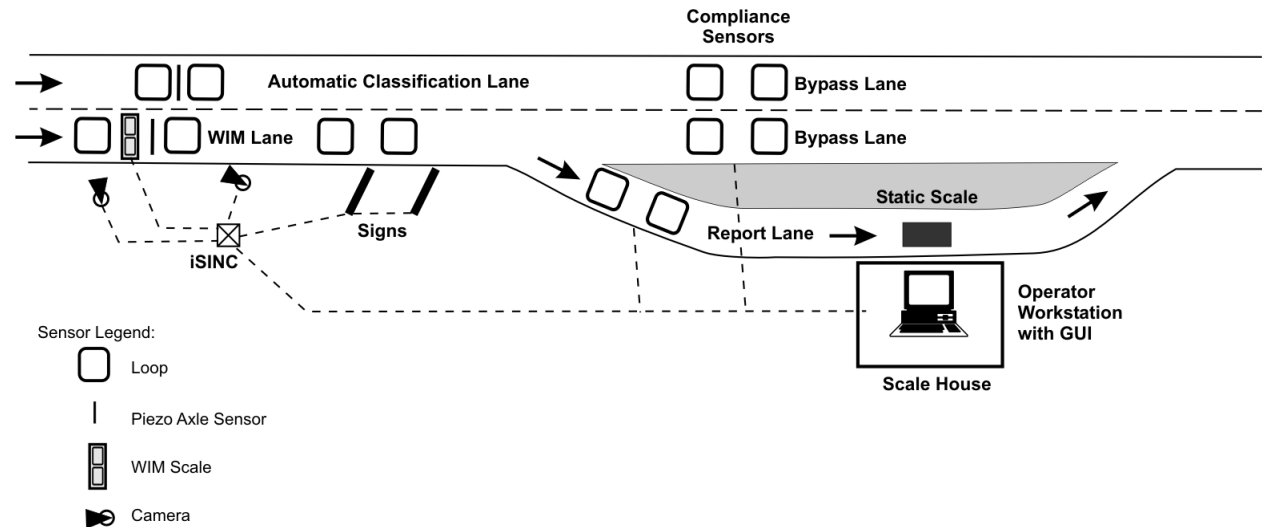 Compliance
Sensors
Automatic Classification Lane
Bypass Lane
WIM Lane
Bypass Lane
Static Scale
Signs
Report Lane
iSINC
Operator
Workstation
with GUI
Scale House
Sensor Legend:
Loop
Piezo Axle Sensor
WIM Scale
Camera